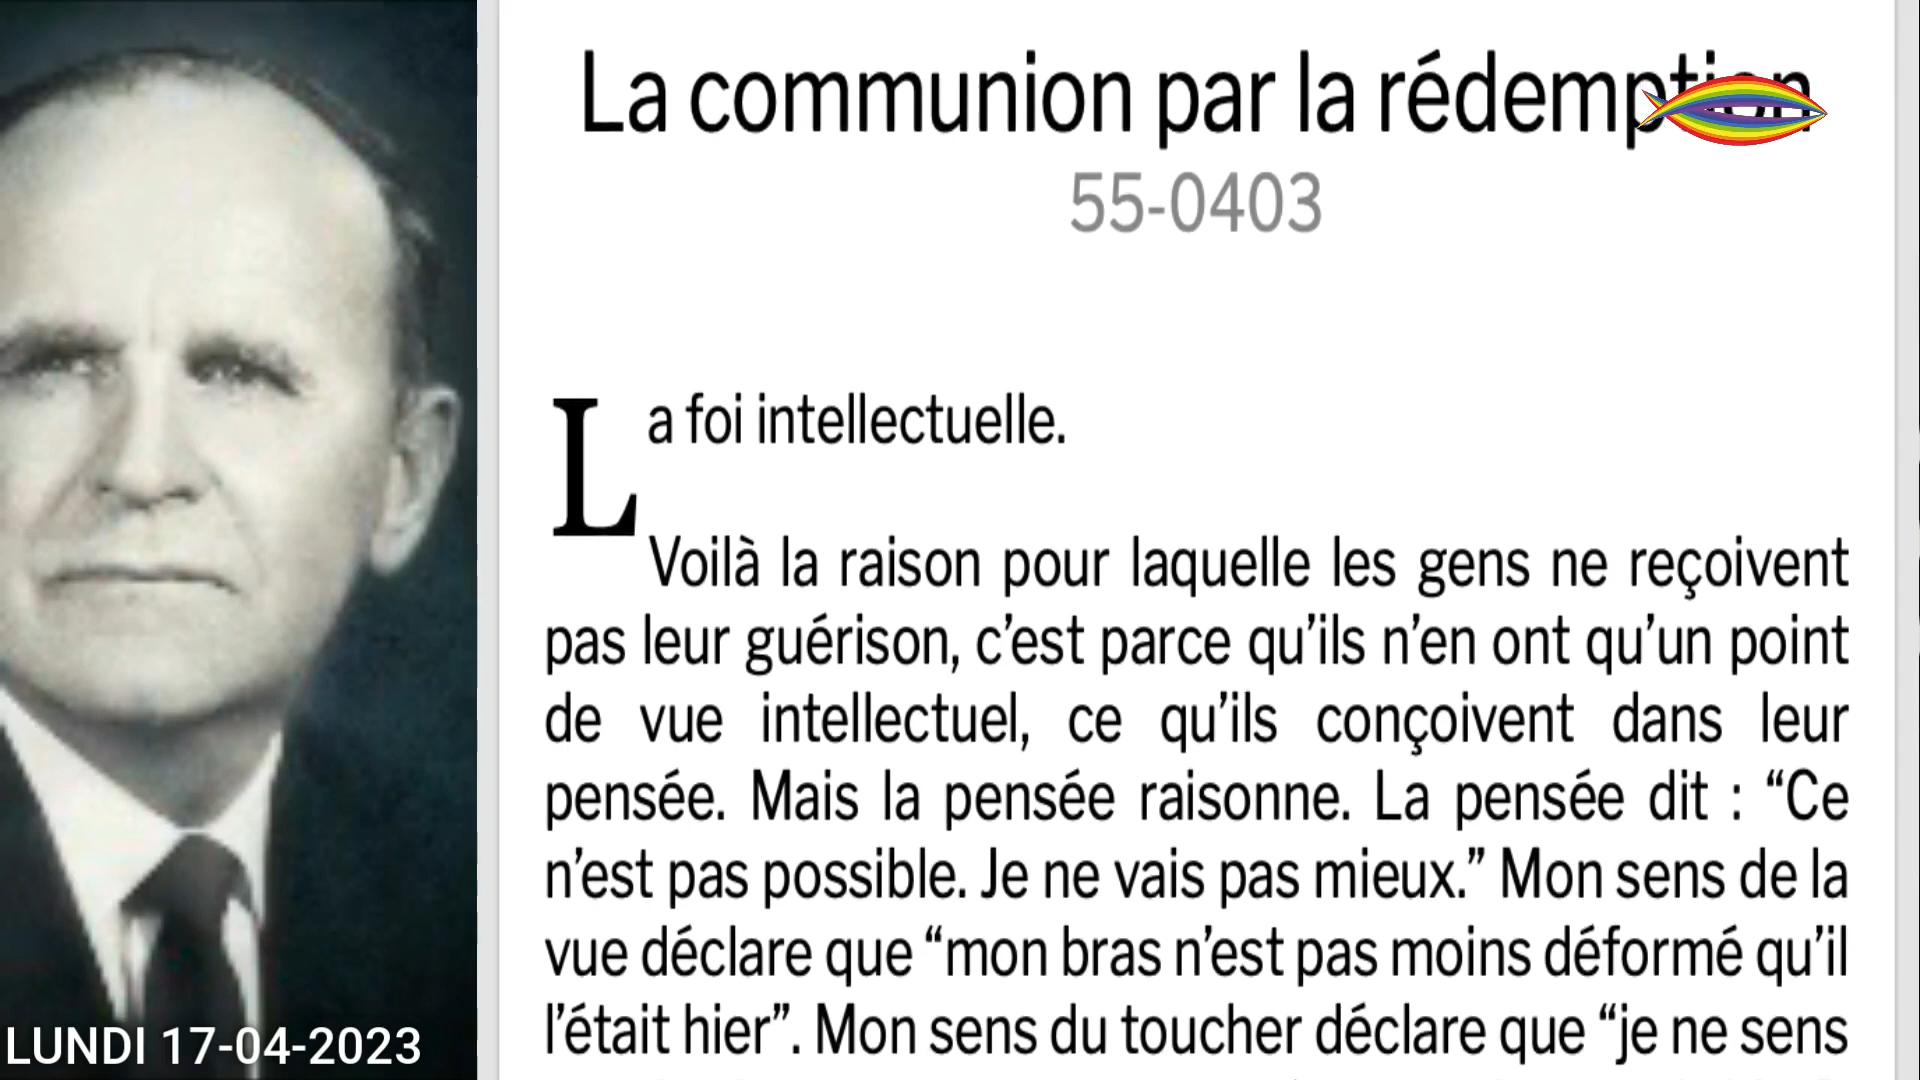 La communion par la rédemption
55-0403
La foi intellectuelle.
Voilà la raison pour laquelle les gens ne reçoivent
pas leur guérison, c’est parce qu’ils n’en ont qu’un point
de vue intellectuel, ce qu’ils conçoivent dans leur
pensée. Mais la pensée raisonne. La pensée dit : “Ce
n’est pas possible. Je ne vais pas mieux.” Mon sens de la
vue déclare que “mon bras n’est pas moins déformé qu’il
l’était hier”. Mon sens du toucher déclare que “je ne sens
LUNDI 17-04-2023